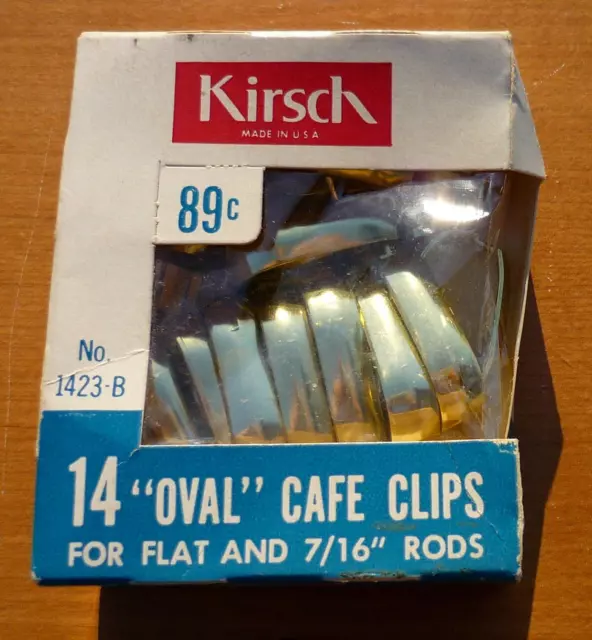 Kirsch
MADE IN U S A
89c
No.
1423-B
14 "OVAL" CAFE CLIPS
FOR FLAT AND 7/16" RODS